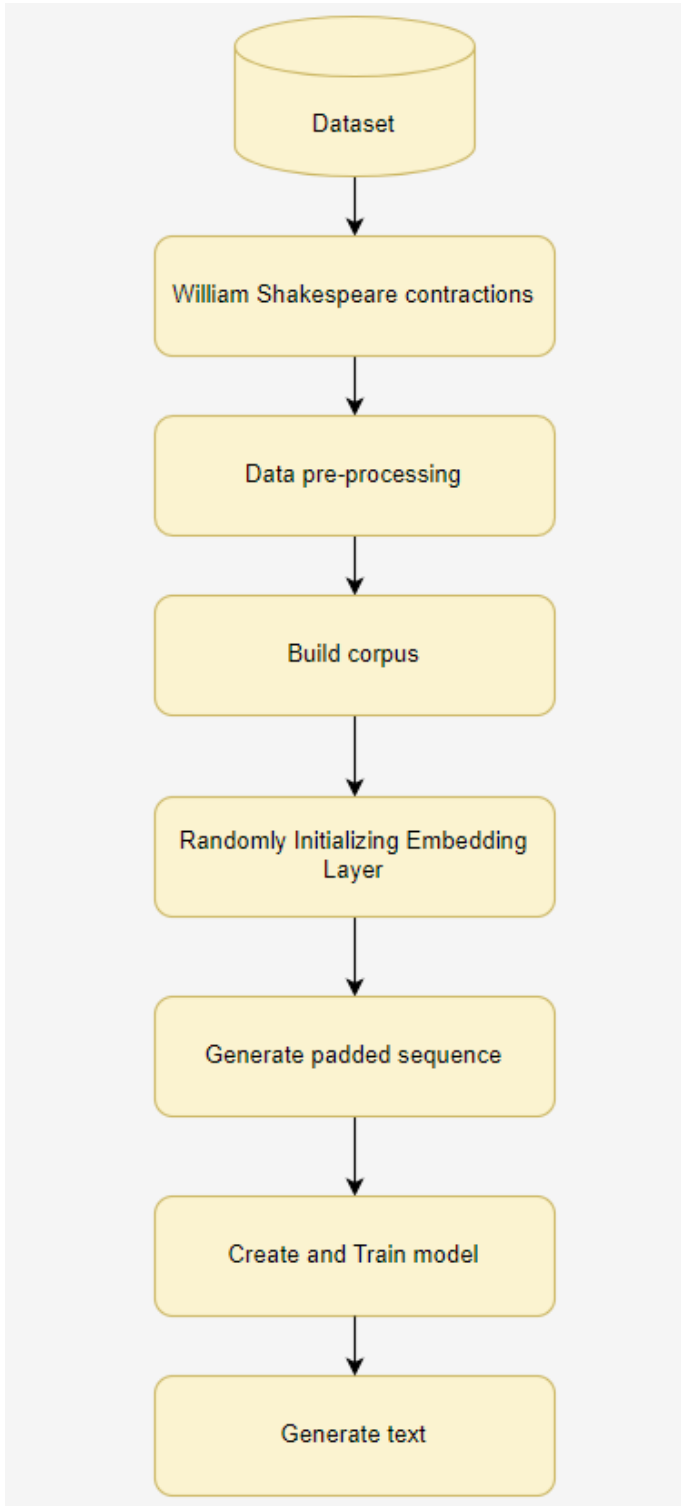 Dataset
William Shakespeare contractions
Data pre-processing
Build corpus
Randomly Initializing Embedding
Layer
Generate padded sequence
Create and Train model
Generate text